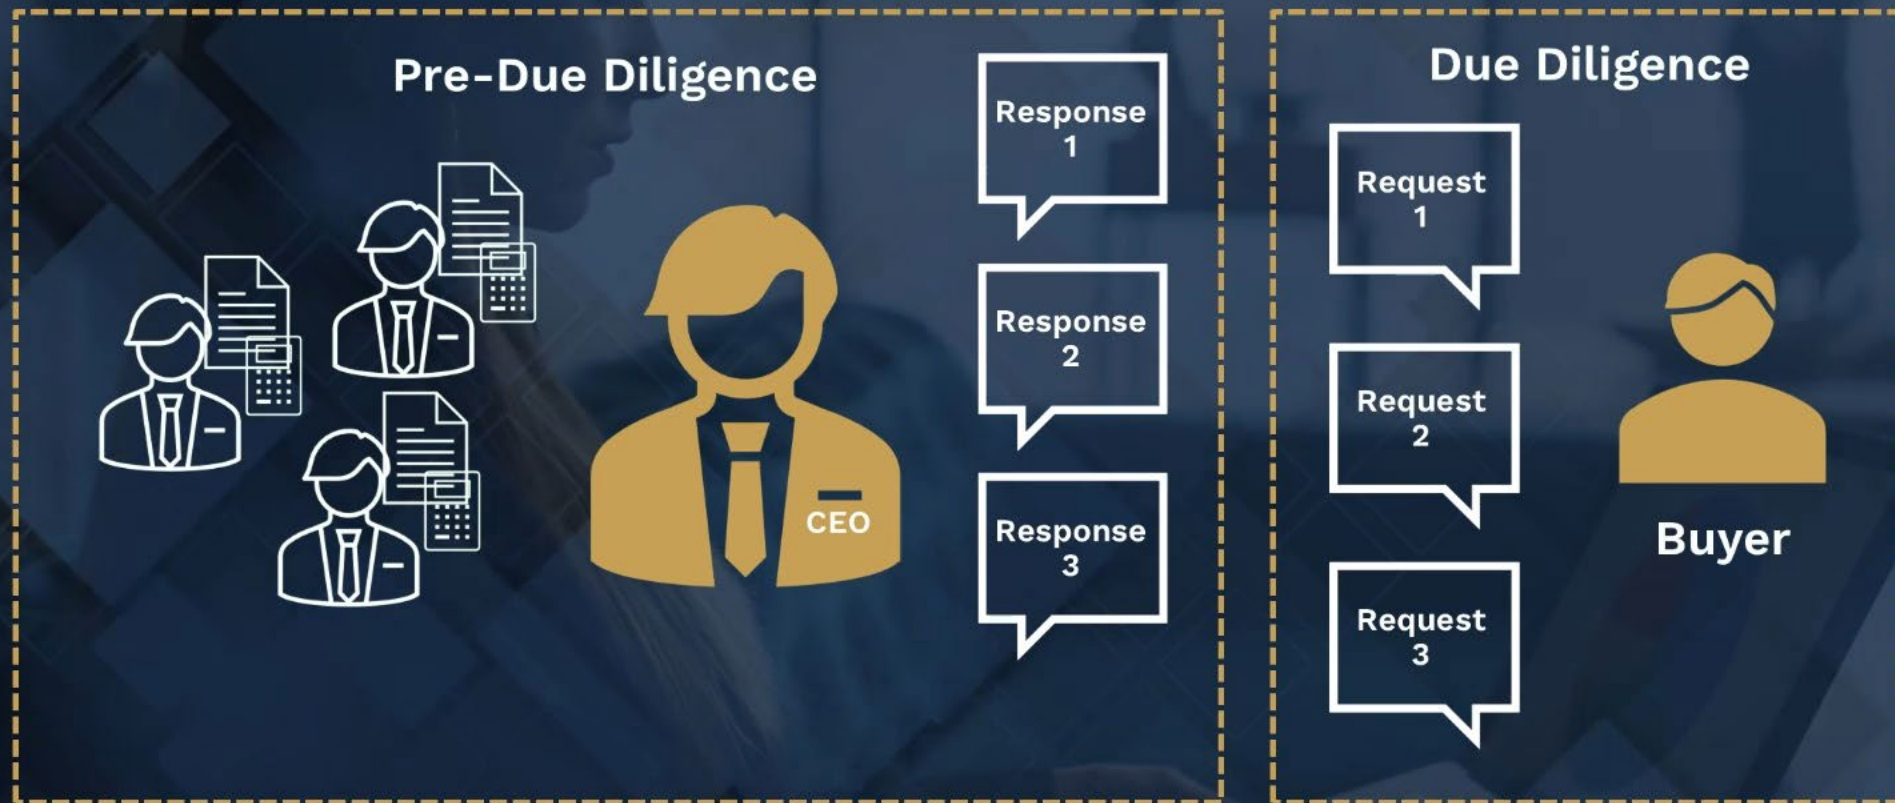 Pre-Due Diligence
Response
1
Response
2
Response
3
CEO
Due Diligence
Request
1
Request
2
Request
3
Buyer